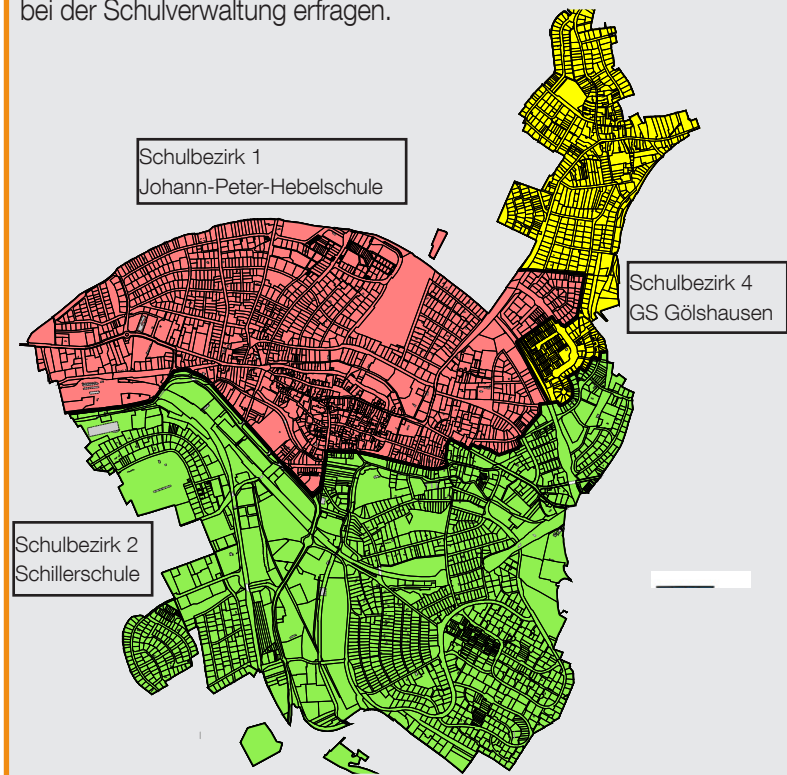 bei der Schulverwaltung erfragen.
Schulbezirk 1
Johann-Peter-Hebelschule
Schulbezirk 4
GS Gölshausen
Schulbezirk 2
Schillerschule